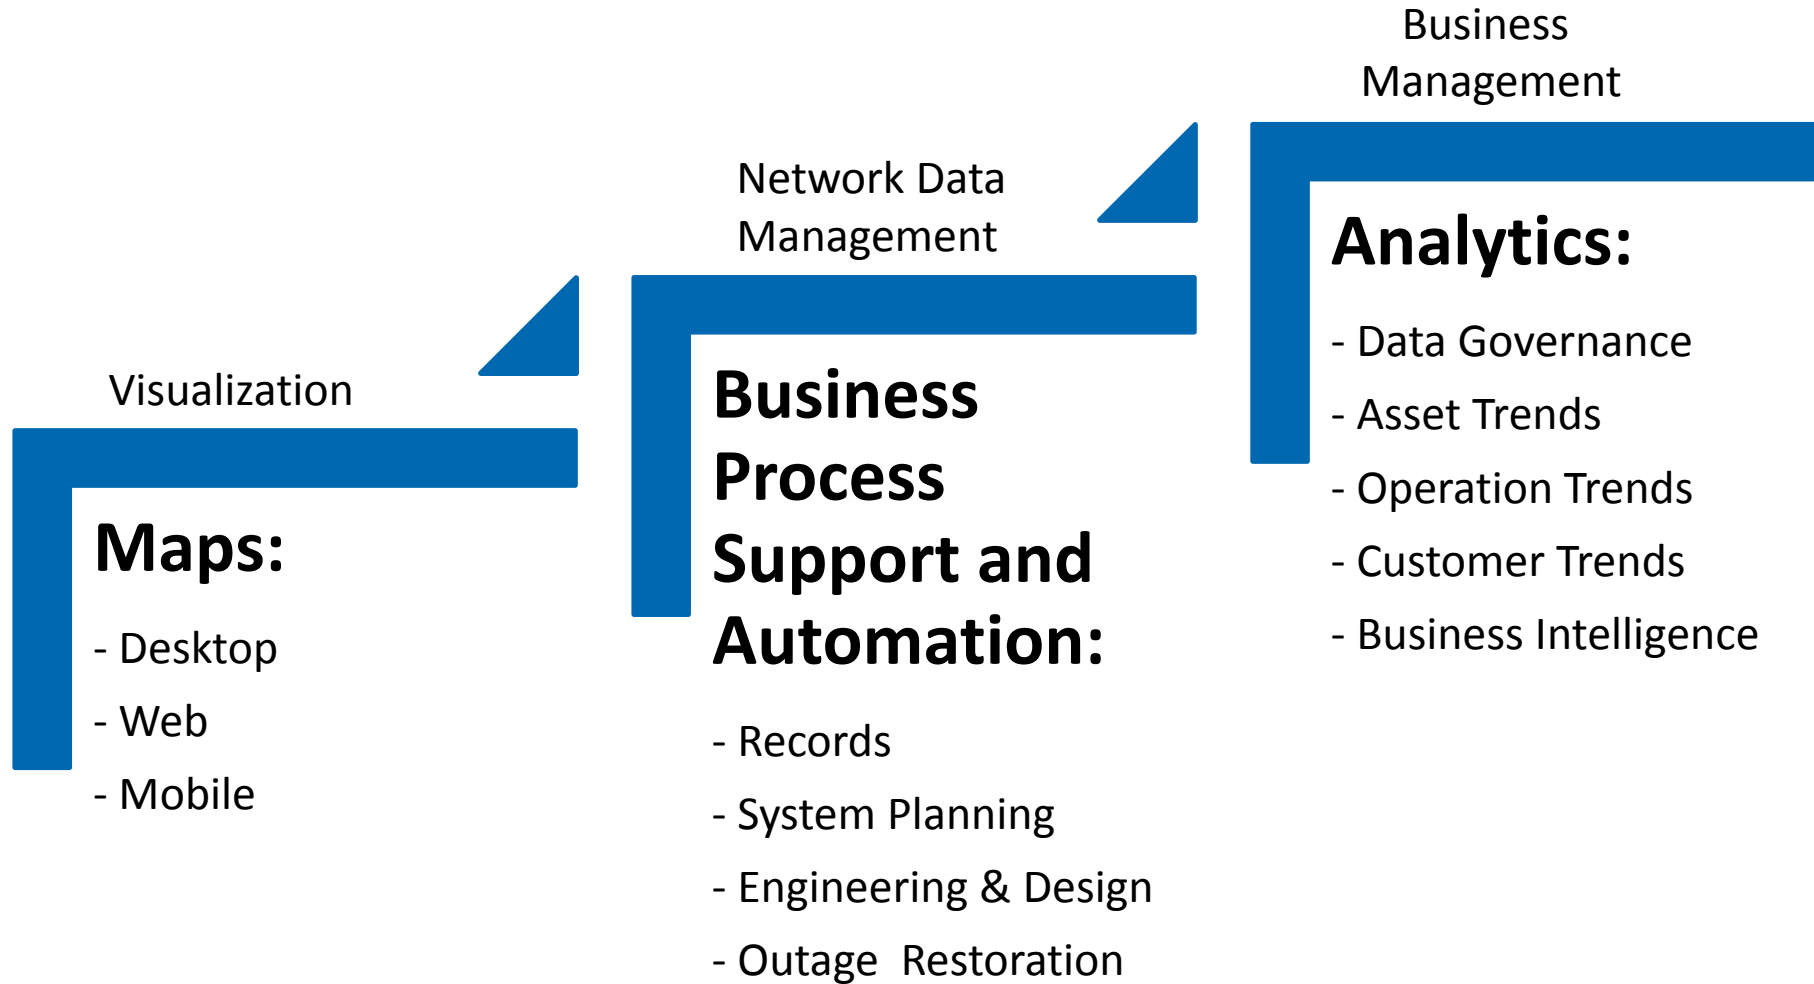 Visualization
Maps:
- Desktop
- Web
- Mobile
Network Data
Management
Business
Process
Support and
Automation:
- Records
- System Planning
- Engineering & Design
- Outage  Restoration
Business
Management
Analytics:
- Data Governance
- Asset Trends
- Operation Trends
- Customer Trends
- Business Intelligence